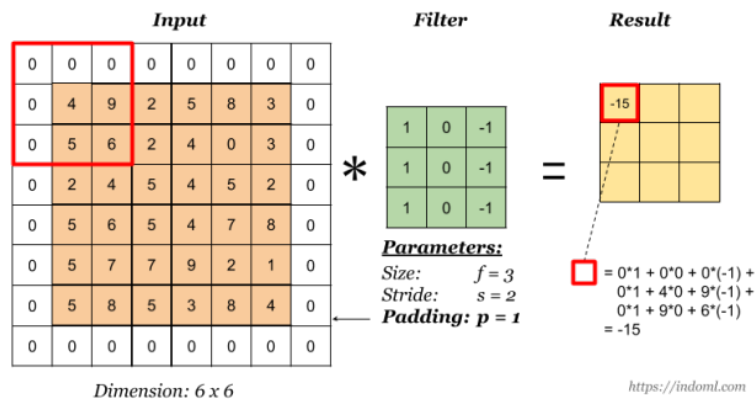 Input Filter Result
0 0 0 0 0 0 0 0
0 4 9 2 5 8 3 0
0 5 6 2 4 0 3 0
0 2 4 5 4 5 2 0
0 5 6 5 4 7 8 0
0 5 7 7 9 2 1 0
0 5 8 5 3 8 4 0
0 0 0 0 0 0 0 0
Dimension: 6 x 6
*
1 0 -1
1 0 -1
1 0 -1
Parameters:
Size: f = 3
Stride: s = 2
Padding: p = 1
=
-15
= 0*1 + 0*0 + 0*(-1) +
0*1 + 4*0 + 9*(-1) +
0*1 + 9*0 + 6*(-1)
= -15
https://indoml.com